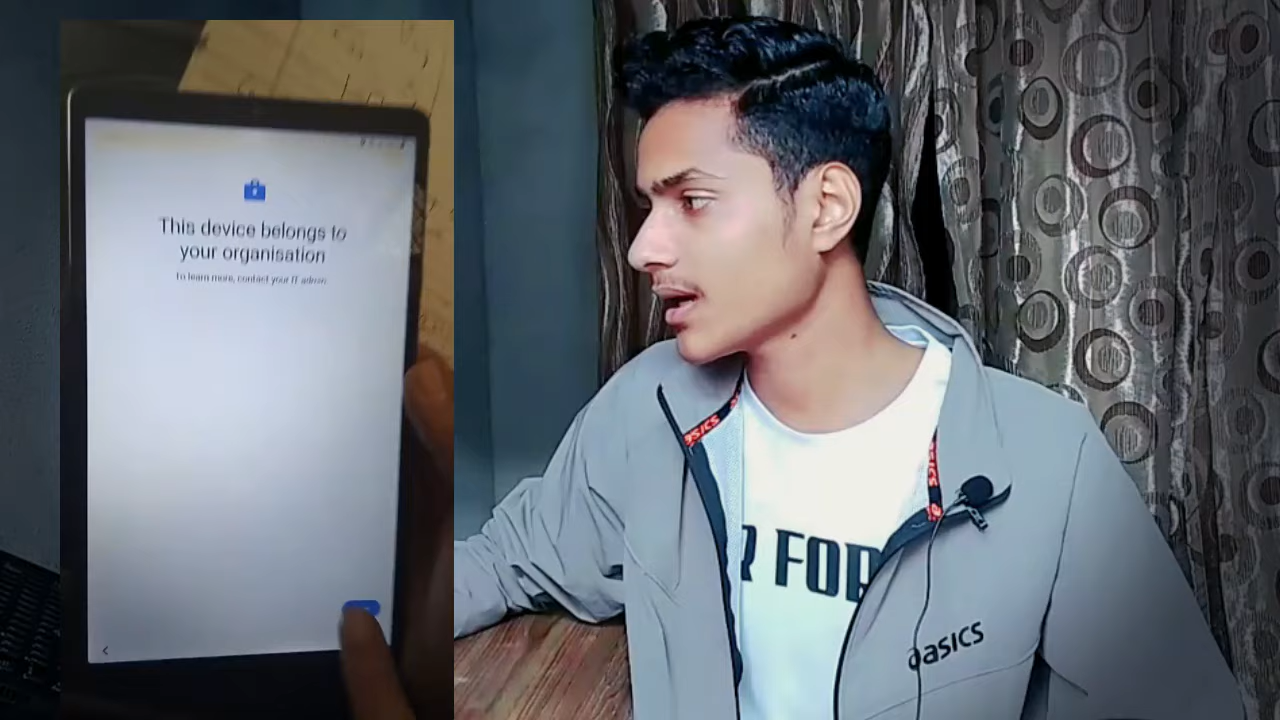 This device belongs to
your organisation
To learn more, contact your IT admin
asics
asics
R FOR
asics